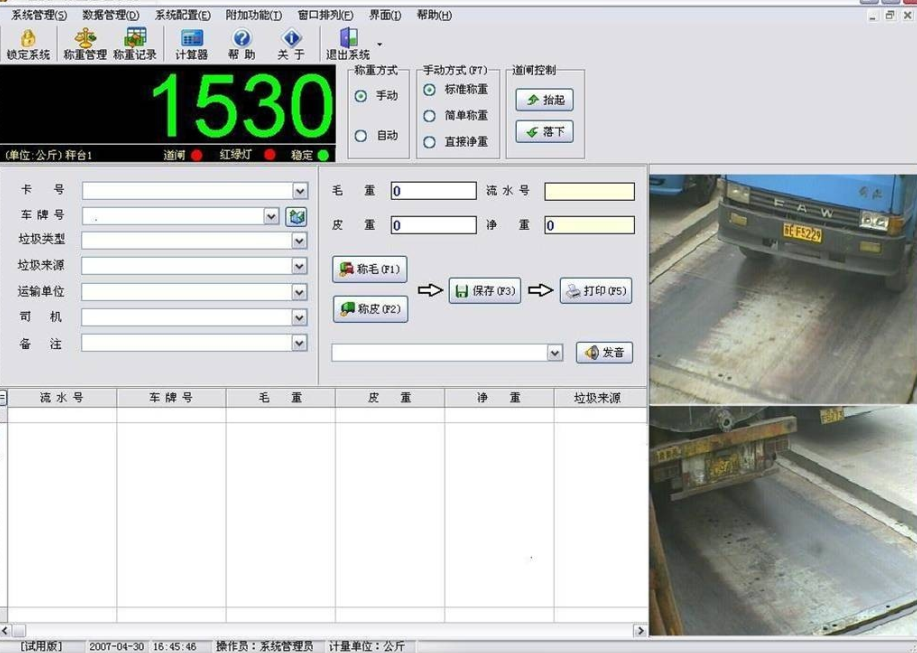 系统管理(S) 数据管理(D) 系统配置(E) 附加功能(T) 窗口排列(F) 界面(I) 帮助(H)
锁定系统 称重管理 称重记录 计算器 帮 助 关 于 退出系统
1530
(单位:公斤) 秤台1 道闸 红绿灯 稳定
称重方式
手动
自动
手动方式(F7)
标准称重
简单称重
直接净重
道闸控制
抬起
落下
卡 号
车牌号
垃圾类型
垃圾来源
运输单位
司 机
备 注
毛 重 0 流水号
皮 重 0 净 重 0
称毛(F1)
称皮(F2)
保存(F3)
打印(F5)
发音
FAW
流水号 车牌号 毛 重 皮 重 净 重 垃圾来源
[试用版] 2007-04-30 16:45:46 操作员：系统管理员 计量单位：公斤